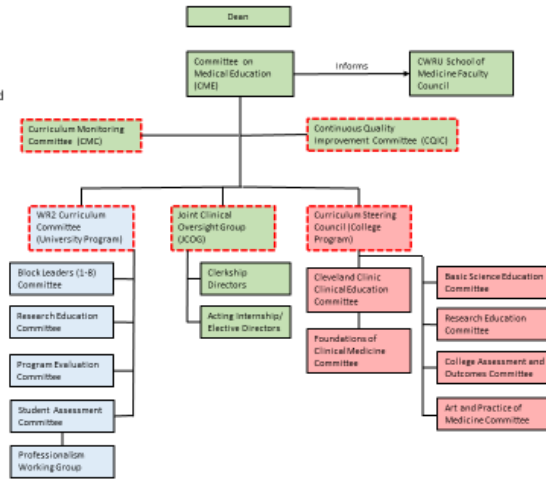 Dean
Committee on
Medical Education
(CME)
Informs
CWRU School of
Medicine Faculty
Council
d
Curriculum Monitoring
Committee (CMC)
Continuous Quality
Improvement Committee (CQIC)
WR2 Curriculum
Committee
(University Program)
Joint Clinical
Oversight Group
(JCOG)
Curriculum Steering
Council (College
Program)
Block Leaders (1-8)
Committee
Research Education
Committee
Program Evaluation
Committee
Student Assessment
Committee
Professionalism
Working Group
Clerkship
Directors
Acting Internship/
Elective Directors
Cleveland Clinic
Clinical Education
Committee
Foundations of
Clinical Medicine
Committee
Basic Science Education
Committee
Research Education
Committee
College Assessment and
Outcomes Committee
Art and Practice of
Medicine Committee